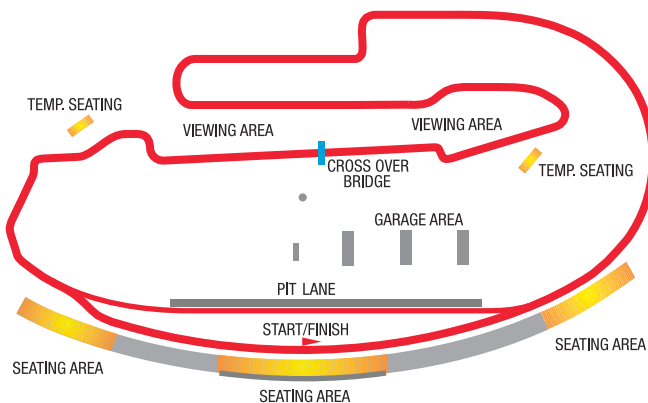 TEMP. SEATING
VIEWING AREA
VIEWING AREA
CROSS OVER
BRIDGE
TEMP. SEATING
GARAGE AREA
PIT LANE
START/FINISH
SEATING AREA
SEATING AREA
SEATING AREA